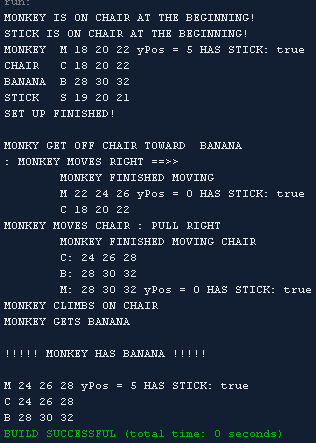 run:
MONKEY IS ON CHAIR AT THE BEGINNING!
STICK IS ON CHAIR AT THE BEGINNING!
MONKEY  M 18 20 22 yPos = 5 HAS STICK: true
CHAIR   C 18 20 22
BANANA  B 28 30 32
STICK   S 19 20 21
SET UP FINISHED!
MONKY GET OFF CHAIR TOWARD  BANANA
: MONKEY MOVES RIGHT ==>>
MONKEY FINISHED MOVING
M 22 24 26 yPos = 0 HAS STICK: true
C 18 20 22
MONKEY MOVES CHAIR : PULL RIGHT
MONKEY FINISHED MOVING CHAIR
C: 24 26 28
B: 28 30 32
M: 28 30 32 yPos = 0 HAS STICK: true
MONKEY CLIMBS ON CHAIR
MONKEY GETS BANANA
!!!!! MONKEY HAS BANANA !!!!!
M 24 26 28 yPos = 5 HAS STICK: true
C 24 26 28
B 28 30 32
BUILD SUCCESSFUL (total time: 0 seconds)